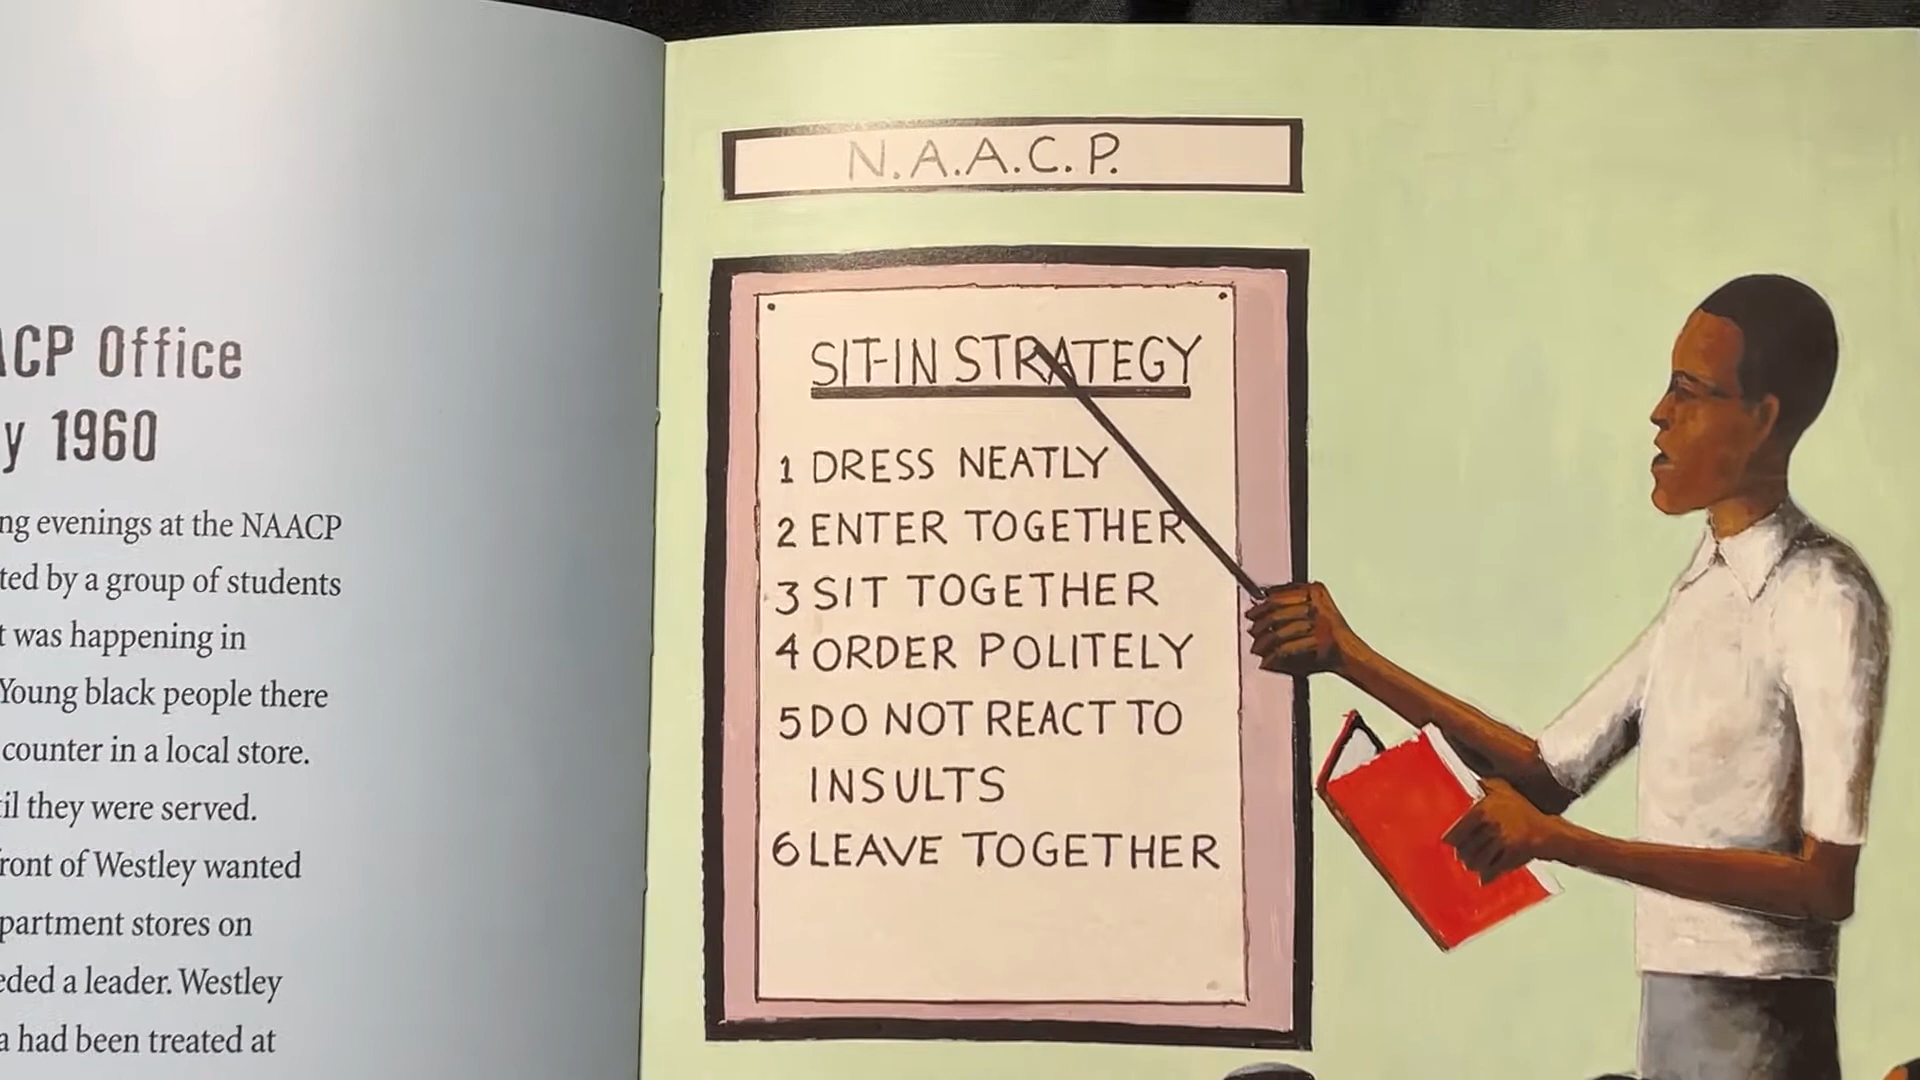 ACP Office
y 1960
ng evenings at the NAACP
ted by a group of students
t was happening in
Young black people there
counter in a local store.
til they were served.
front of Westley wanted
partment stores on
eded a leader. Westley
a had been treated at
N.A.A.C.P.
SIT-IN STRATEGY
1 DRESS NEATLY
2 ENTER TOGETHER
3 SIT TOGETHER
4 ORDER POLITELY
5 DO NOT REACT TO
INSULTS
6 LEAVE TOGETHER